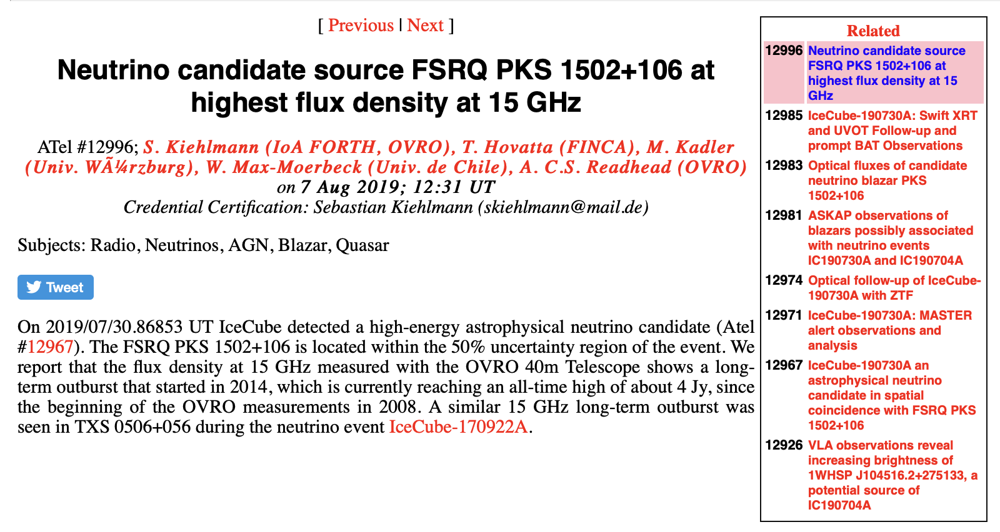 [ Previous | Next ]
Neutrino candidate source FSRQ PKS 1502+106 at
highest flux density at 15 GHz
ATel #12996; S. Kiehlmann (IoA FORTH, OVRO), T. Hovatta (FINCA), M. Kadler
(Univ. WÃ¼rzburg), W. Max-Moerbeck (Univ. de Chile), A. C.S. Readhead (OVRO)
on 7 Aug 2019; 12:31 UT
Credential Certification: Sebastian Kiehlmann (skiehlmann@mail.de)
Subjects: Radio, Neutrinos, AGN, Blazar, Quasar
Tweet
On 2019/07/30.86853 UT IceCube detected a high-energy astrophysical neutrino candidate (Atel
#12967). The FSRQ PKS 1502+106 is located within the 50% uncertainty region of the event. We
report that the flux density at 15 GHz measured with the OVRO 40m Telescope shows a long-
term outburst that started in 2014, which is currently reaching an all-time high of about 4 Jy, since
the beginning of the OVRO measurements in 2008. A similar 15 GHz long-term outburst was
seen in TXS 0506+056 during the neutrino event IceCube-170922A.
Related
12996 Neutrino candidate source
FSRQ PKS 1502+106 at
highest flux density at 15
GHz
12985 IceCube-190730A: Swift XRT
and UVOT Follow-up and
prompt BAT Observations
12983 Optical fluxes of candidate
neutrino blazar PKS
1502+106
12981 ASKAP observations of
blazars possibly associated
with neutrino events
IC190730A and IC190704A
12974 Optical follow-up of IceCube-
190730A with ZTF
12971 IceCube-190730A: MASTER
alert observations and
analysis
12967 IceCube-190730A an
astrophysical neutrino
candidate in spatial
coincidence with FSRQ PKS
1502+106
12926 VLA observations reveal
increasing brightness of
1WHSP J104516.2+275133, a
potential source of
IC190704A